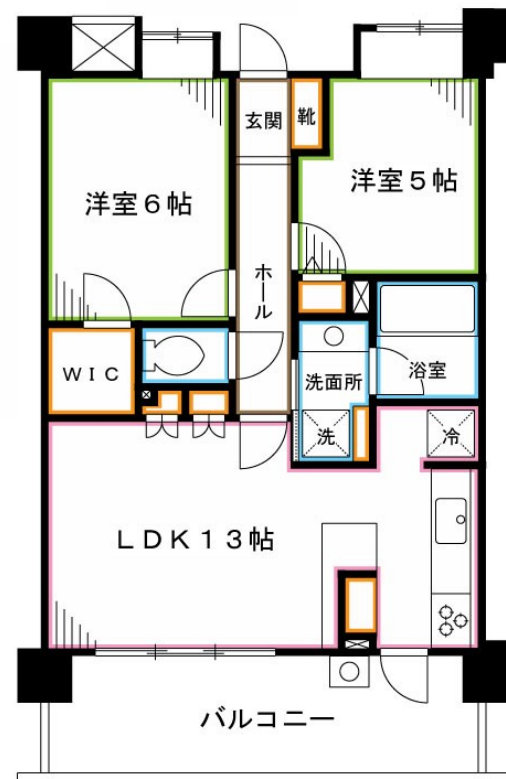 玄関
靴
洋室6帖
洋室5帖
ホール
WIC
洗面所
浴室
洗
冷
LDK13帖
バルコニー